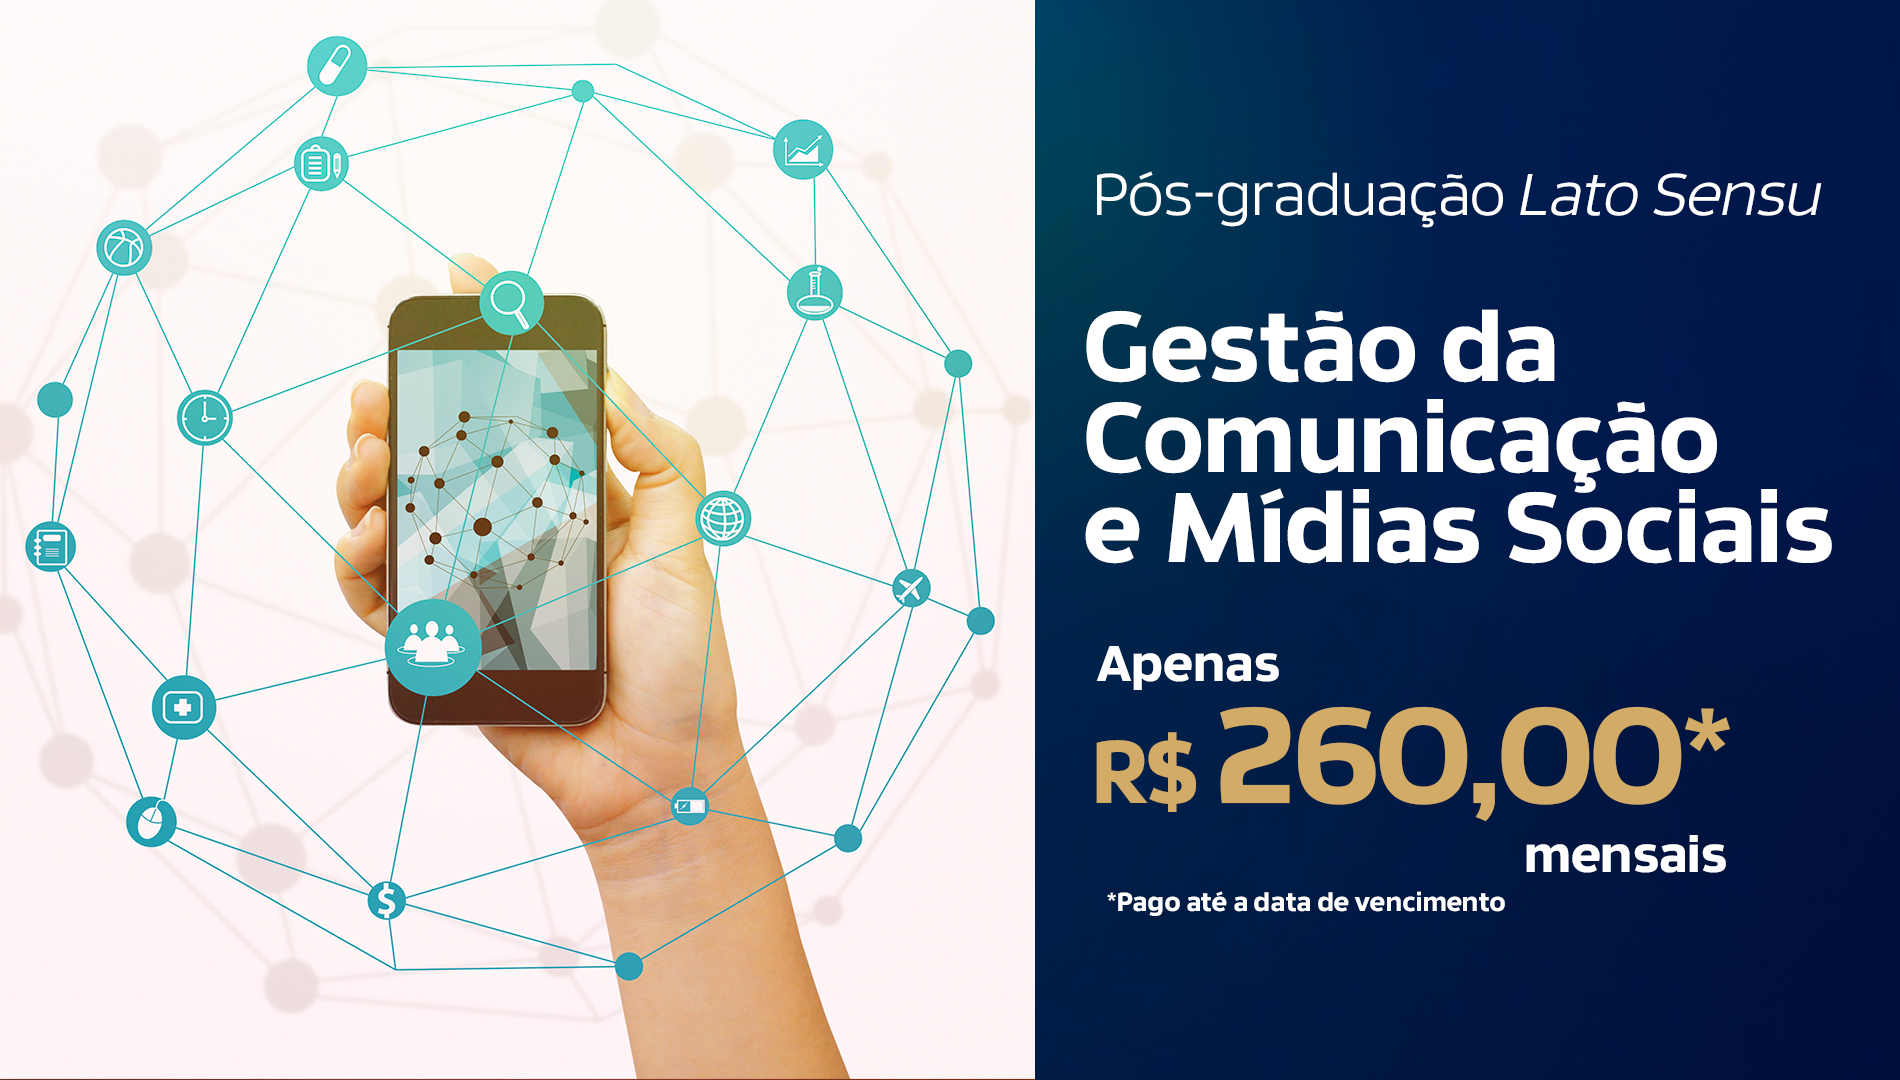 Pós-graduação Lato Sensu
Gestão da
Comunicação
e Mídias Sociais
Apenas
R$ 260,00*
mensais
*Pago até a data de vencimento